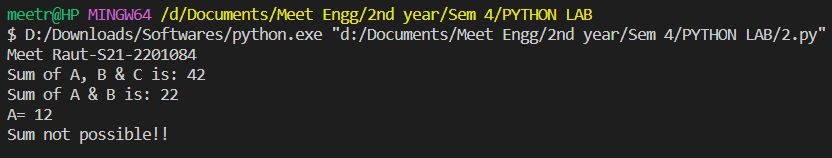 meetr@HP MINGW64 /d/Documents/Meet Engg/2nd year/Sem 4/PYTHON LAB
$ D:/Downloads/Softwares/python.exe "d:/Documents/Meet Engg/2nd year/Sem 4/PYTHON LAB/2.py"
Meet Raut-S21-2201084
Sum of A, B & C is: 42
Sum of A & B is: 22
A= 12
Sum not possible!!